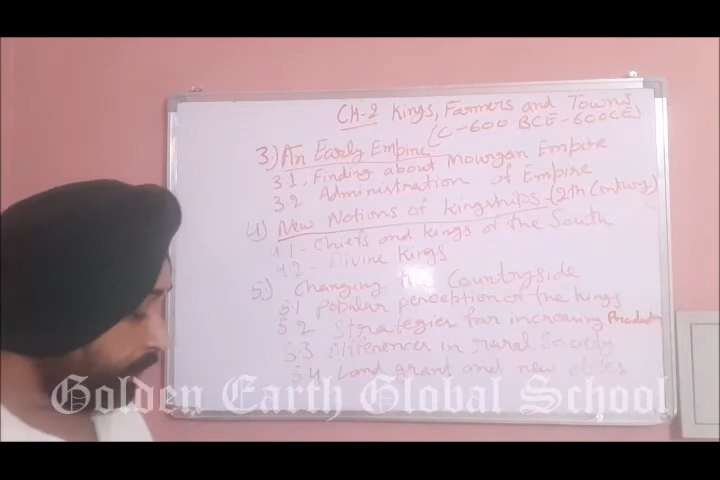 CH-2 Kings, Farmers and Towns
(C-600 BCE-600CE)
3) An Early Empire
3.1. Finding about Mouryan Empire
3.2 Administration of Empire
4) New Notions of kingships-(2th Century)
4.1- Chiefs and kings of the South
4.2- Divine Kings
5) Changing the Countryside
5.1 popular perception of the kings
5.2 Strategies for increasing
5.3 Differences in rural Society
5.4 Land grant and new
Golden Earth Global School